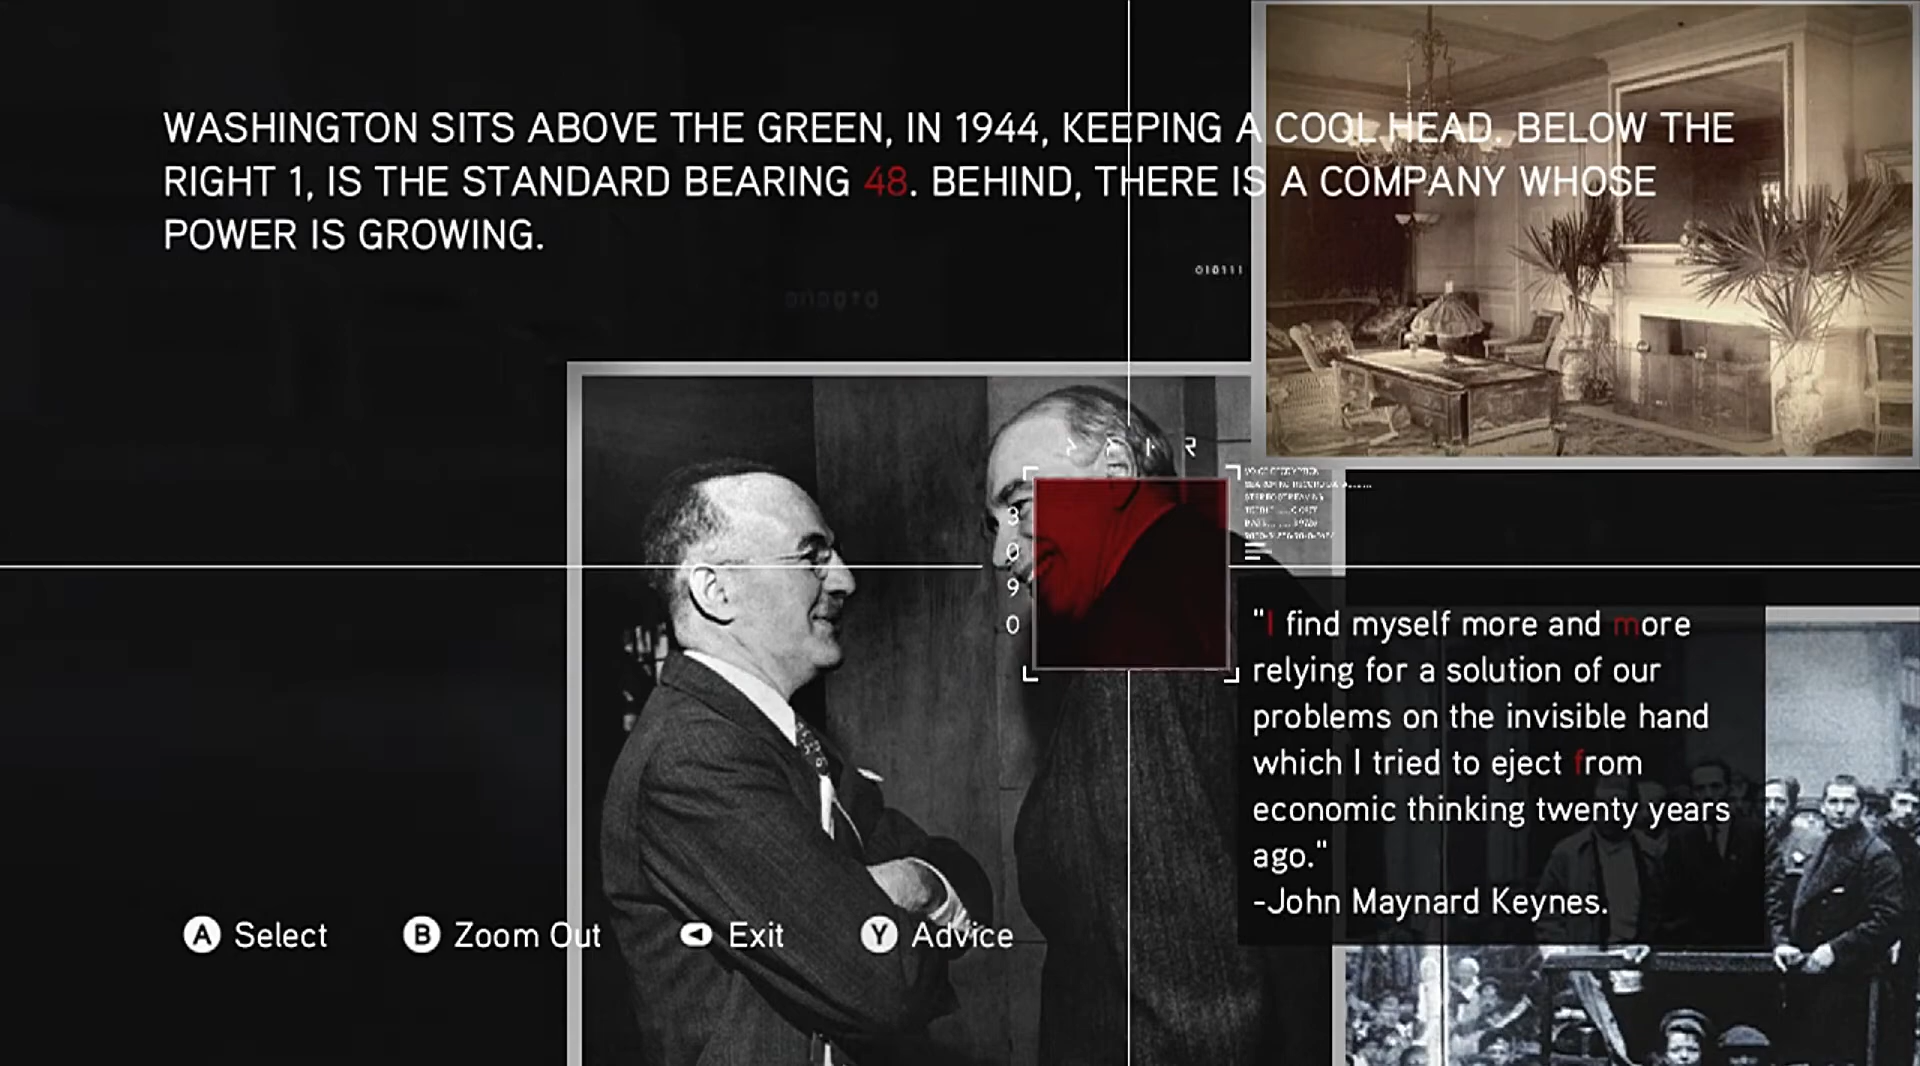 WASHINGTON SITS ABOVE THE GREEN, IN 1944, KEEPING A COOL HEAD. BELOW THE
RIGHT 1, IS THE STANDARD BEARING 48. BEHIND, THERE IS A COMPANY WHOSE
POWER IS GROWING.
010111
3
0
9
0
"I find myself more and more
relying for a solution of our
problems on the invisible hand
which I tried to eject from
economic thinking twenty years
ago."
-John Maynard Keynes.
A Select B Zoom Out Exit Y Advice